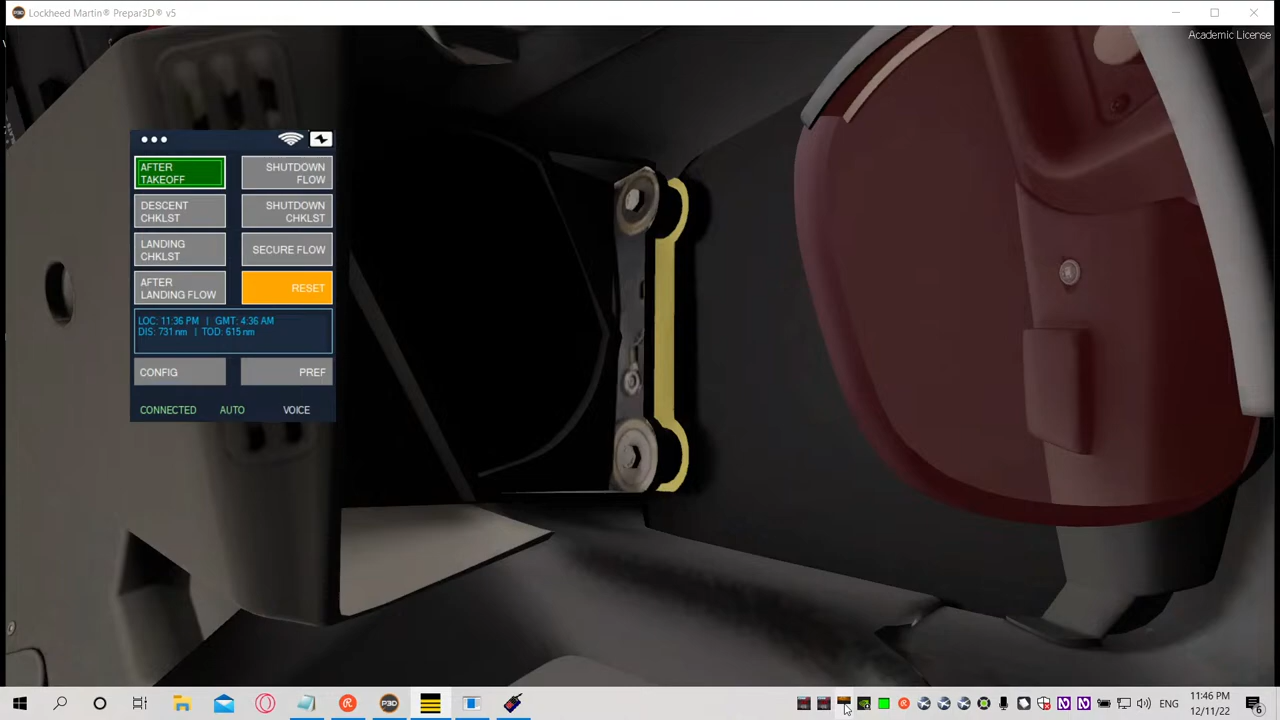 Lockheed Martin® Prepar3D® v5
Academic License
AFTER
TAKEOFF
SHUTDOWN
FLOW
DESCENT
CHKLST
SHUTDOWN
CHKLST
LANDING
CHKLST
SECURE FLOW
AFTER
LANDING FLOW
RESET
LOC: 11:36 PM | GMT: 4:36 AM
DIS: 731 nm | TOD: 615 nm
CONFIG
PREF
CONNECTED AUTO VOICE
P3D
ENG
11:46 PM
12/11/22
6